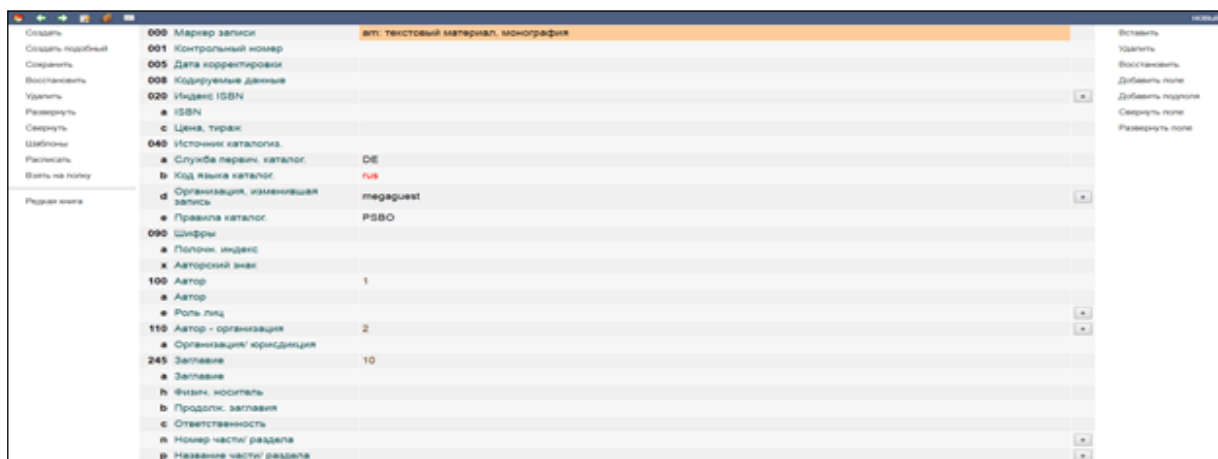 новый
Создать
Создать подобный
Сохранить
Восстановить
Удалить
Развернуть
Свернуть
Шаблоны
Расписать
Взять на полку
Редкая книга
000 Маркер записи am: текстовый материал, монография
001 Контрольный номер
005 Дата корректировки
008 Кодируемые данные
020 Индекс ISBN
a ISBN
c Цена, тираж
040 Источник каталогиз.
a Служба первич. каталог. DE
b Код языка каталог. rus
d Организация, изменившая
запись megaguest
e Правила каталог. PSBO
090 Шифры
a Полочн. индекс
x Авторский знак
100 Автор 1
a Автор
e Роль лиц
110 Автор - организация 2
a Организация/ юрисдикция
245 Заглавие 10
a Заглавие
h Физич. носитель
b Продолж. заглавия
c Ответственность
n Номер части/ раздела
p Название части/ раздела
Вставить
Удалить
Восстановить
Добавить поле
Добавить подполя
Свернуть поле
Развернуть поле